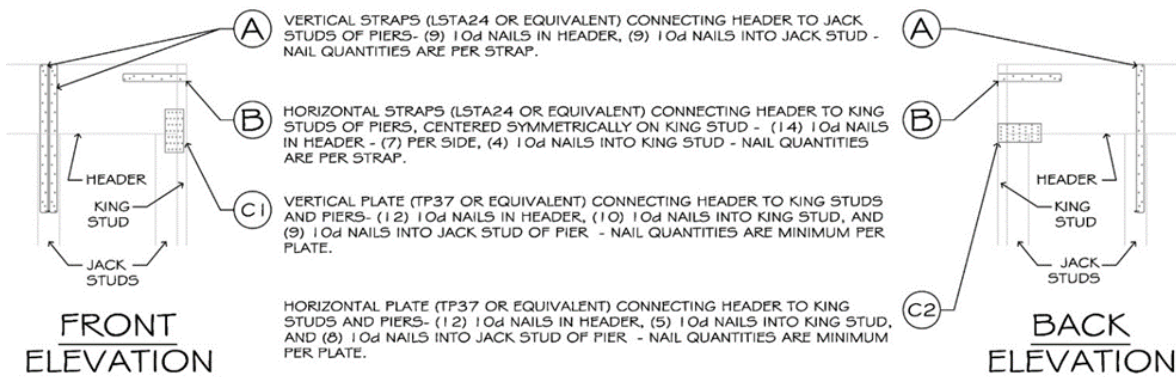 A
VERTICAL STRAPS (LSTA24 OR EQUIVALENT) CONNECTING HEADER TO JACK
STUDS OF PIERS- (9) 10d NAILS IN HEADER, (9) 10d NAILS INTO JACK STUD -
NAIL QUANTITIES ARE PER STRAP.
A
B
HORIZONTAL STRAPS (LSTA24 OR EQUIVALENT) CONNECTING HEADER TO KING
STUDS OF PIERS, CENTERED SYMMETRICALLY ON KING STUD - (14) 10d NAILS
IN HEADER - (7) PER SIDE, (4) 10d NAILS INTO KING STUD - NAIL QUANTITIES
ARE PER STRAP.
B
HEADER
KING
STUD
JACK
STUDS
C1
VERTICAL PLATE (TP37 OR EQUIVALENT) CONNECTING HEADER TO KING STUDS
AND PIERS- (12) 10d NAILS IN HEADER, (10) 10d NAILS INTO KING STUD, AND
(9) 10d NAILS INTO JACK STUD OF PIER - NAIL QUANTITIES ARE MINIMUM PER
PLATE.
HEADER
KING
STUD
JACK
STUDS
HORIZONTAL PLATE (TP37 OR EQUIVALENT) CONNECTING HEADER TO KING
STUDS AND PIERS- (12) 10d NAILS IN HEADER, (5) 10d NAILS INTO KING STUD,
AND (8) 10d NAILS INTO JACK STUD OF PIER - NAIL QUANTITIES ARE MINIMUM
PER PLATE.
C2
FRONT
ELEVATION
BACK
ELEVATION